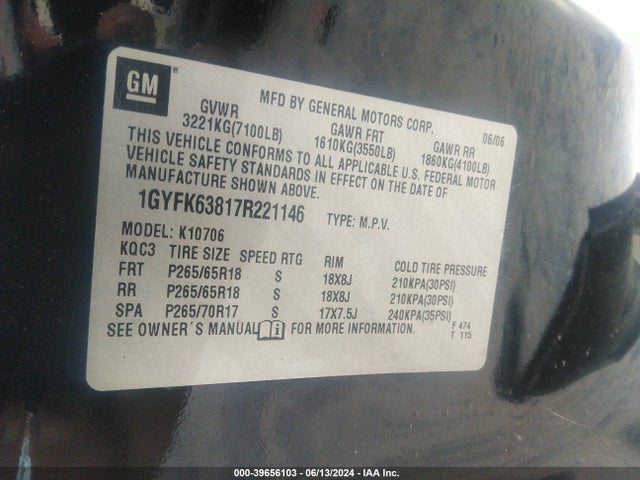 GM ®
MFD BY GENERAL MOTORS CORP. 06/06
GVWR GAWR FRT GAWR RR
3221KG(7100LB) 1610KG(3550LB) 1860KG(4100LB)
THIS VEHICLE CONFORMS TO ALL APPLICABLE U.S. FEDERAL MOTOR
VEHICLE SAFETY STANDARDS IN EFFECT ON THE DATE OF
MANUFACTURE SHOWN ABOVE.
1GYFK63817R221146 TYPE: M.P.V.
MODEL: K10706
KQC3 TIRE SIZE SPEED RTG RIM COLD TIRE PRESSURE
FRT P265/65R18 S 18X8J 210KPA(30PSI)
RR P265/65R18 S 18X8J 210KPA(30PSI)
SPA P265/70R17 S 17X7.5J 240KPA(35PSI)
SEE OWNER'S MANUAL FOR MORE INFORMATION.
F 474
T 115
000-39656103 - 06/13/2024 - IAA Inc.